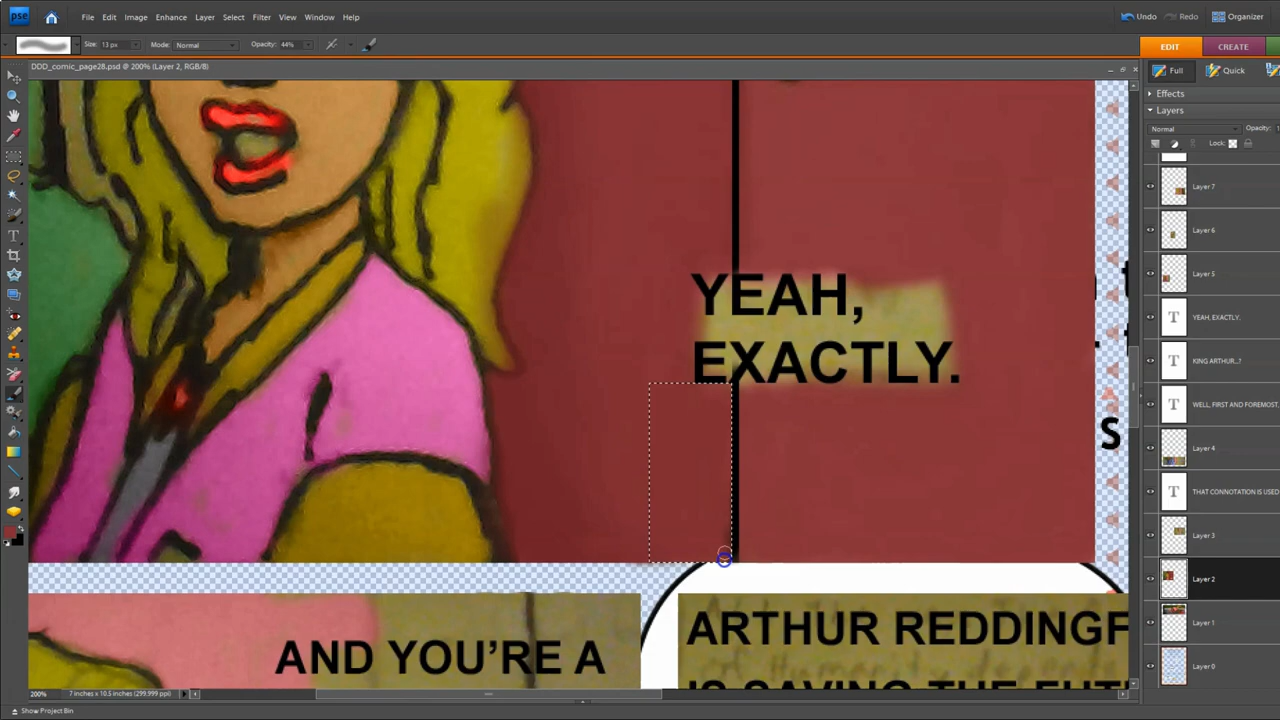 pse File Edit Image Enhance Layer Select Filter View Window Help Undo Redo Organizer
Size: 13 px Mode: Normal Opacity: 44% EDIT CREATE
DDD_comic_page28.psd @ 200% (Layer 2, RGB/8) Full Quick
Effects
Layers
Normal Opacity: 1
Lock:
Layer 7
Layer 6
Layer 5
YEAH, EXACTLY.
KING ARTHUR...?
WELL, FIRST AND FOREMOST,
Layer 4
THAT CONNOTATION IS USED
Layer 3
Layer 2
Layer 1
Layer 0
YEAH,
EXACTLY.
S
AND YOU’RE A
ARTHUR REDDINGF
IS SAVING THE FUT
200% 7 inches x 10.5 inches (299.999 ppi)
Show Project Bin